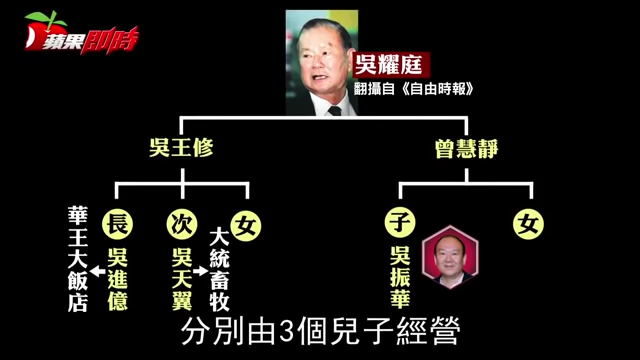 蘋果即時
吳耀庭
翻攝自《自由時報》
吳王修
曾慧靜
長
次
女
子
女
華王大飯店
吳進億
吳天翼
大統畜牧
吳振華
分別由3個兒子經營